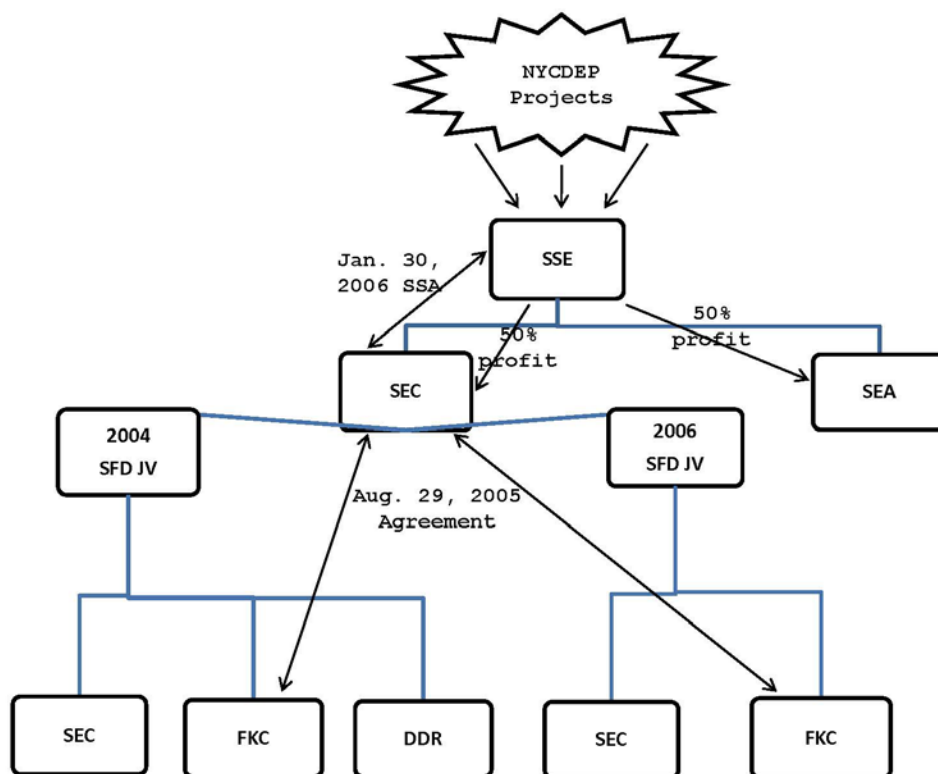 NYCDEP
Projects
SSE
Jan. 30,
2006 SSA
50%
profit
50%
profit
SEC
SEA
2004
SFD JV
2006
SFD JV
Aug. 29, 2005
Agreement
SEC
FKC
DDR
SEC
FKC